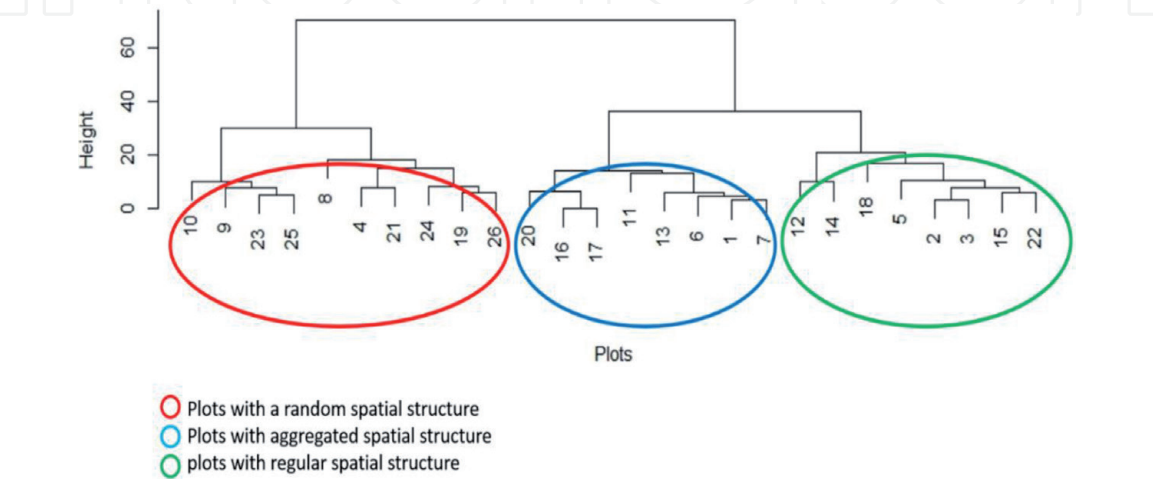 Height
60
40
20
0
10 9 23 25 8 4 21 24 19 26 20 16 17 11 13 6 1 7 12 14 18 5 2 3 15 22
Plots
Plots with a random spatial structure
Plots with aggregated spatial structure
plots with regular spatial structure